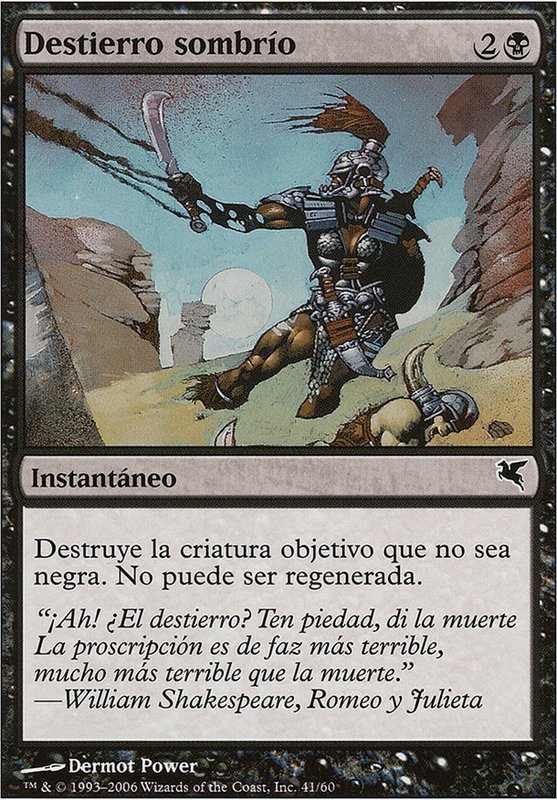 Destierro sombrío 2
Instantáneo
Destruye la criatura objetivo que no sea
negra. No puede ser regenerada.
“¡Ah! ¿El destierro? Ten piedad, di la muerte
La proscripción es de faz más terrible,
mucho más terrible que la muerte.”
—William Shakespeare, Romeo y Julieta
Dermot Power
™ & © 1993–2006 Wizards of the Coast, Inc. 41/60